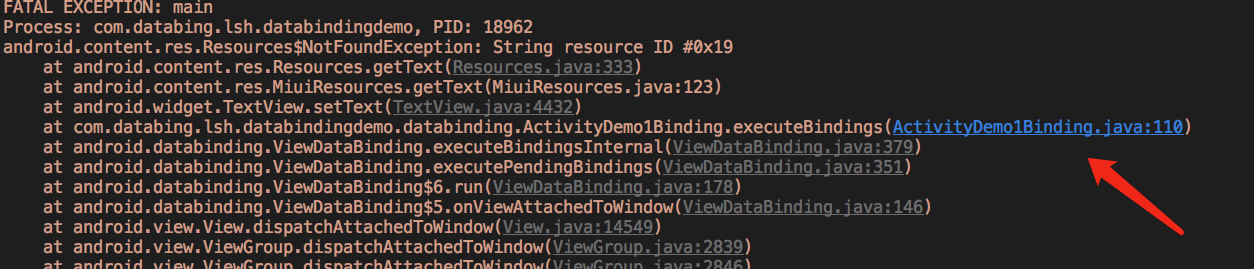 FATAL EXCEPTION: main
Process: com.databing.lsh.databindingdemo, PID: 18962
android.content.res.Resources$NotFoundException: String resource ID #0x19
at android.content.res.Resources.getText(Resources.java:333)
at android.content.res.MiuiResources.getText(MiuiResources.java:123)
at android.widget.TextView.setText(TextView.java:4432)
at com.databing.lsh.databindingdemo.databinding.ActivityDemo1Binding.executeBindings(ActivityDemo1Binding.java:110)
at android.databinding.ViewDataBinding.executeBindingsInternal(ViewDataBinding.java:379)
at android.databinding.ViewDataBinding.executePendingBindings(ViewDataBinding.java:351)
at android.databinding.ViewDataBinding$6.run(ViewDataBinding.java:178)
at android.databinding.ViewDataBinding$5.onViewAttachedToWindow(ViewDataBinding.java:146)
at android.view.View.dispatchAttachedToWindow(View.java:14549)
at android.view.ViewGroup.dispatchAttachedToWindow(ViewGroup.java:2839)
at android.view.ViewGroup.dispatchAttachedToWindow(ViewGroup.java:2846)